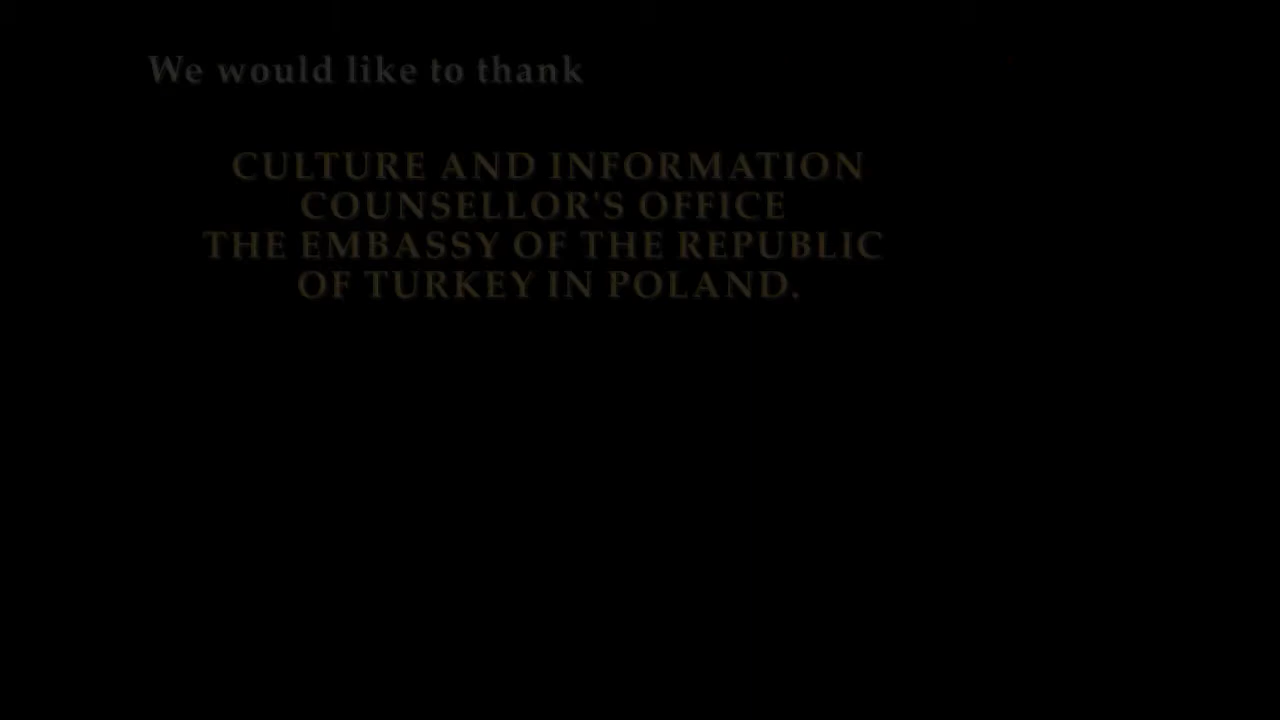 We would like to thank
CULTURE AND INFORMATION
COUNSELLOR'S OFFICE
THE EMBASSY OF THE REPUBLIC
OF TURKEY IN POLAND.